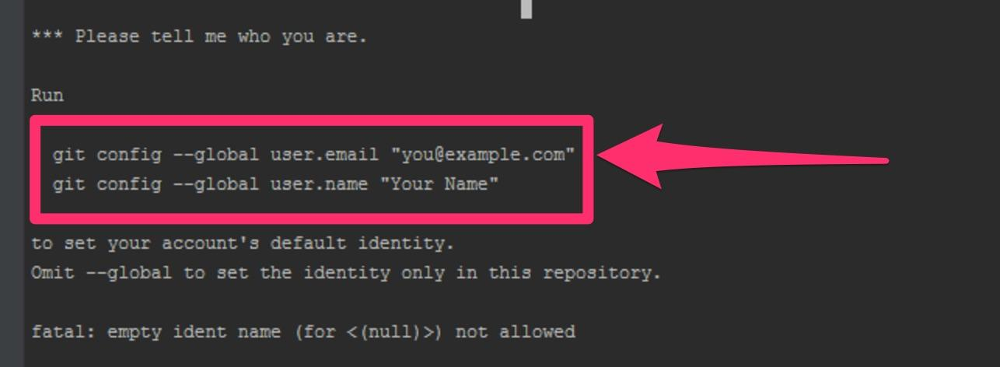 *** Please tell me who you are.
Run
git config --global user.email "you@example.com"
git config --global user.name "Your Name"
to set your account's default identity.
Omit --global to set the identity only in this repository.
fatal: empty ident name (for <(null)>) not allowed